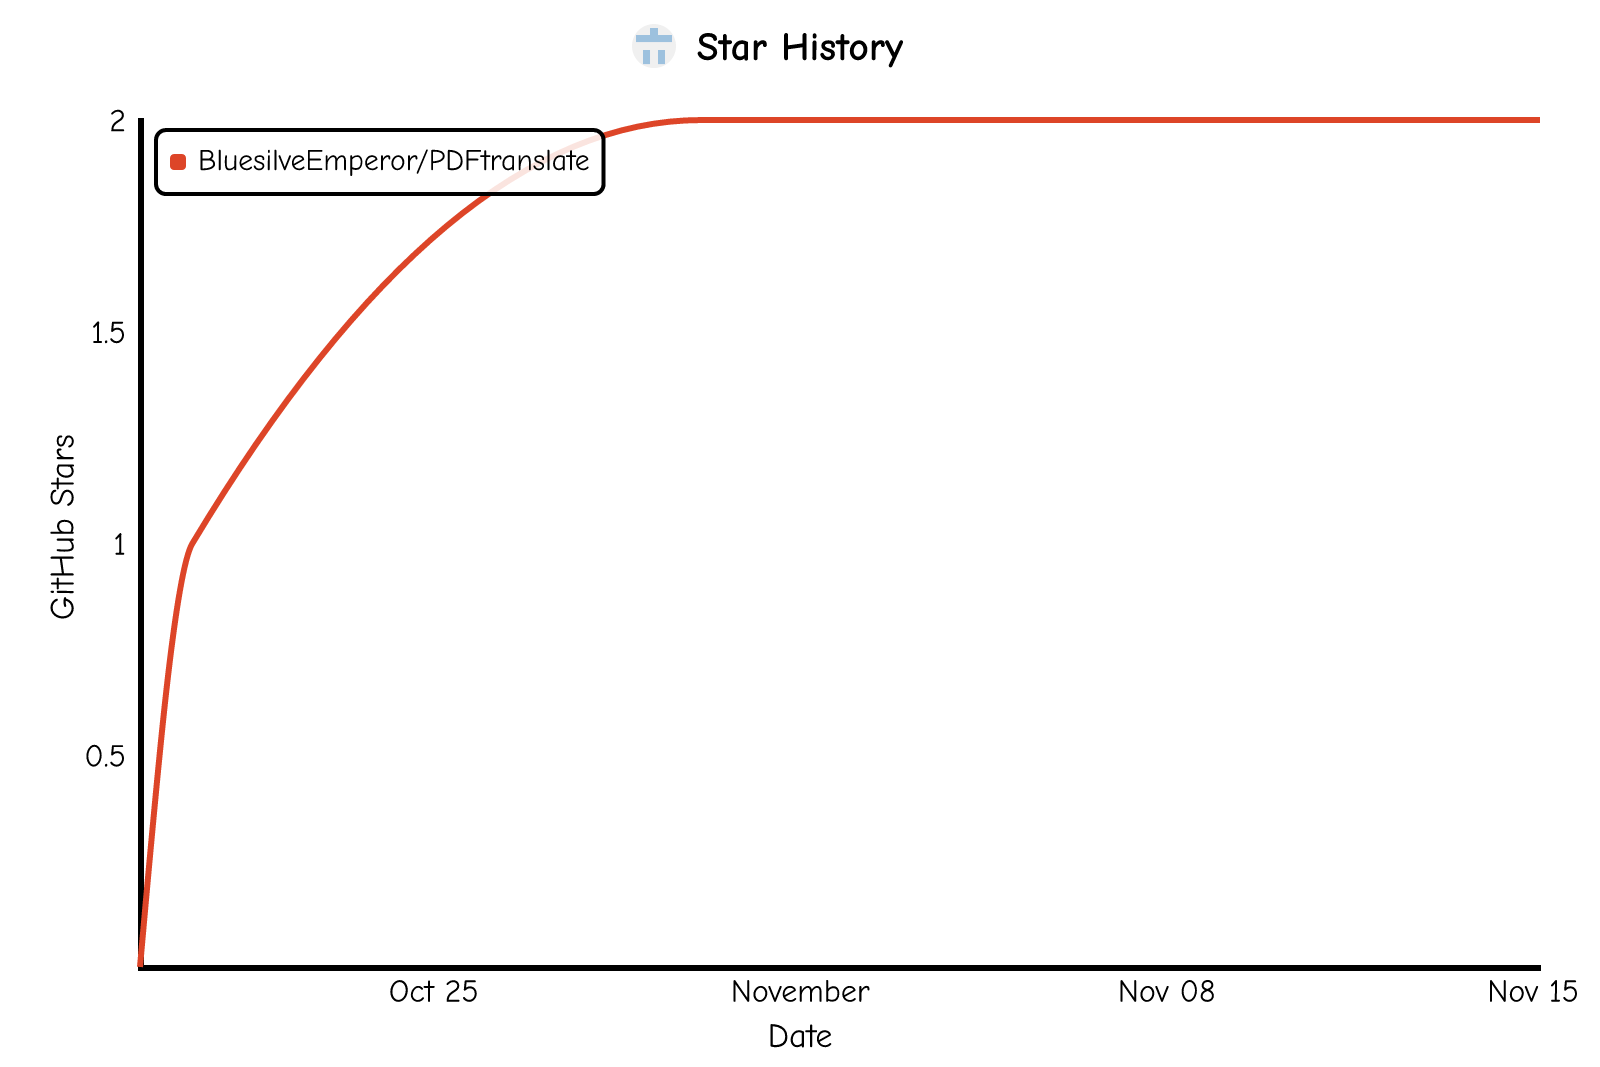 Star History
BluesilveEmperor/PDFtranslate
2
1.5
1
0.5
GitHub Stars
Oct 25
November
Nov 08
Nov 15
Date